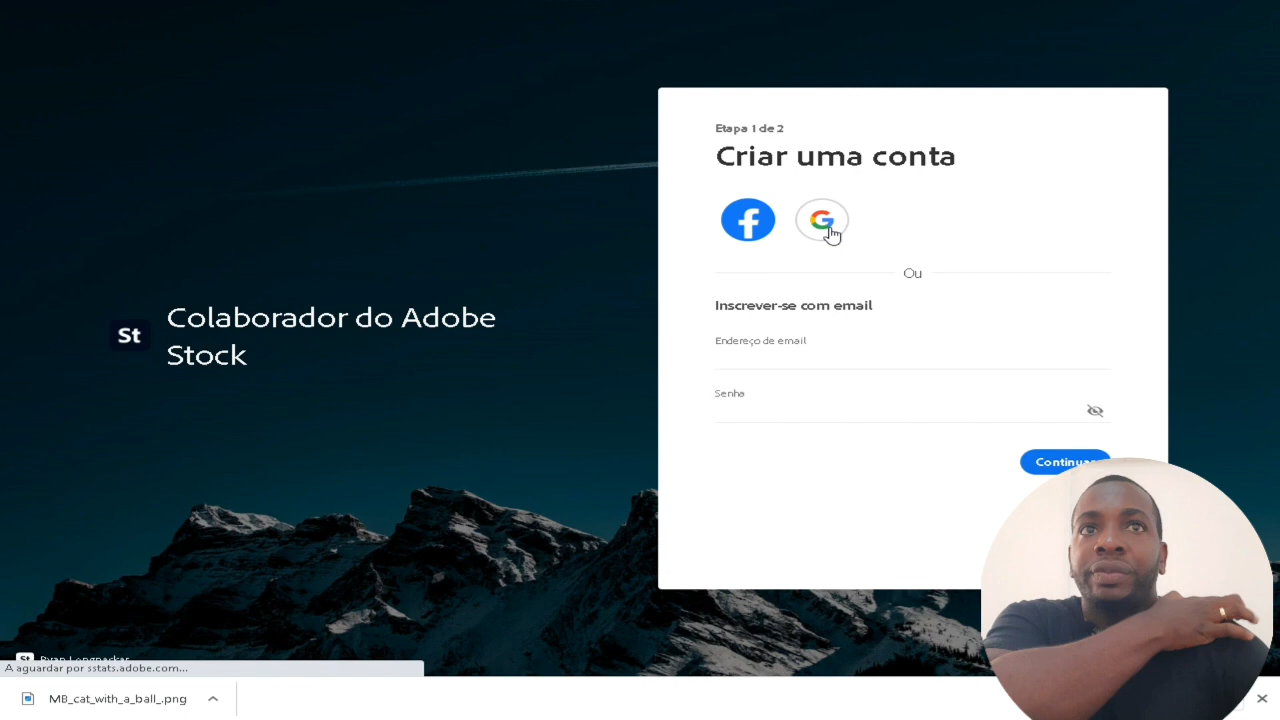 Etapa 1 de 2
Criar uma conta
Ou
Inscrever-se com email
Endereço de email
Senha
Continuar
St
Colaborador do Adobe
Stock
A aguardar por sstats.adobe.com...
MB_cat_with_a_ball_.png